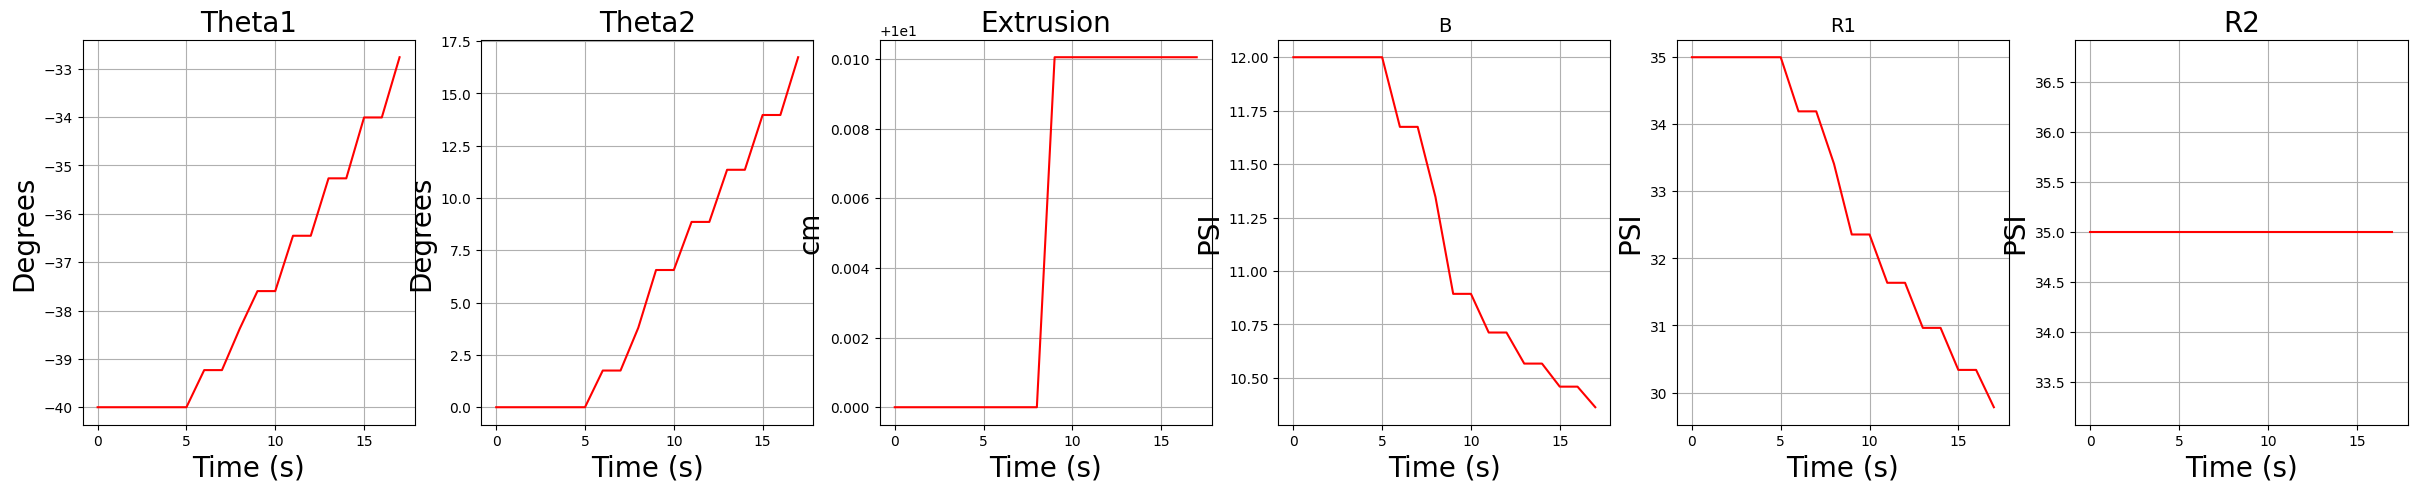 Theta1
Degrees
−33
−34
−35
−36
−37
−38
−39
−40
0 5 10 15
Time (s)
Theta2
Degrees
17.5
15.0
12.5
10.0
7.5
5.0
2.5
0.0
0 5 10 15
Time (s)
Extrusion
+1e1
cm
0.010
0.008
0.006
0.004
0.002
0.000
0 5 10 15
Time (s)
B
PSI
12.00
11.75
11.50
11.25
11.00
10.75
10.50
0 5 10 15
Time (s)
R1
PSI
35
34
33
32
31
30
0 5 10 15
Time (s)
R2
PSI
36.5
36.0
35.5
35.0
34.5
34.0
33.5
0 5 10 15
Time (s)